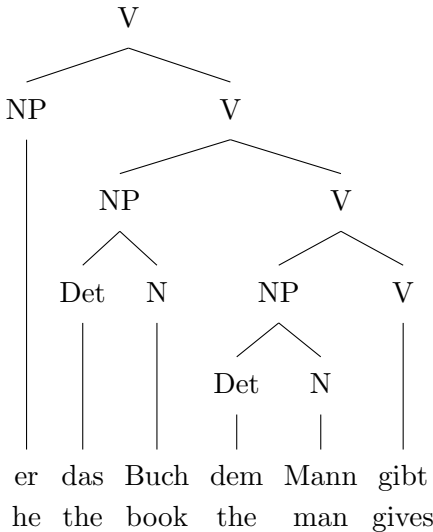 V
NP V
NP V
Det N NP V
Det N
er das Buch dem Mann gibt
he the book the man gives